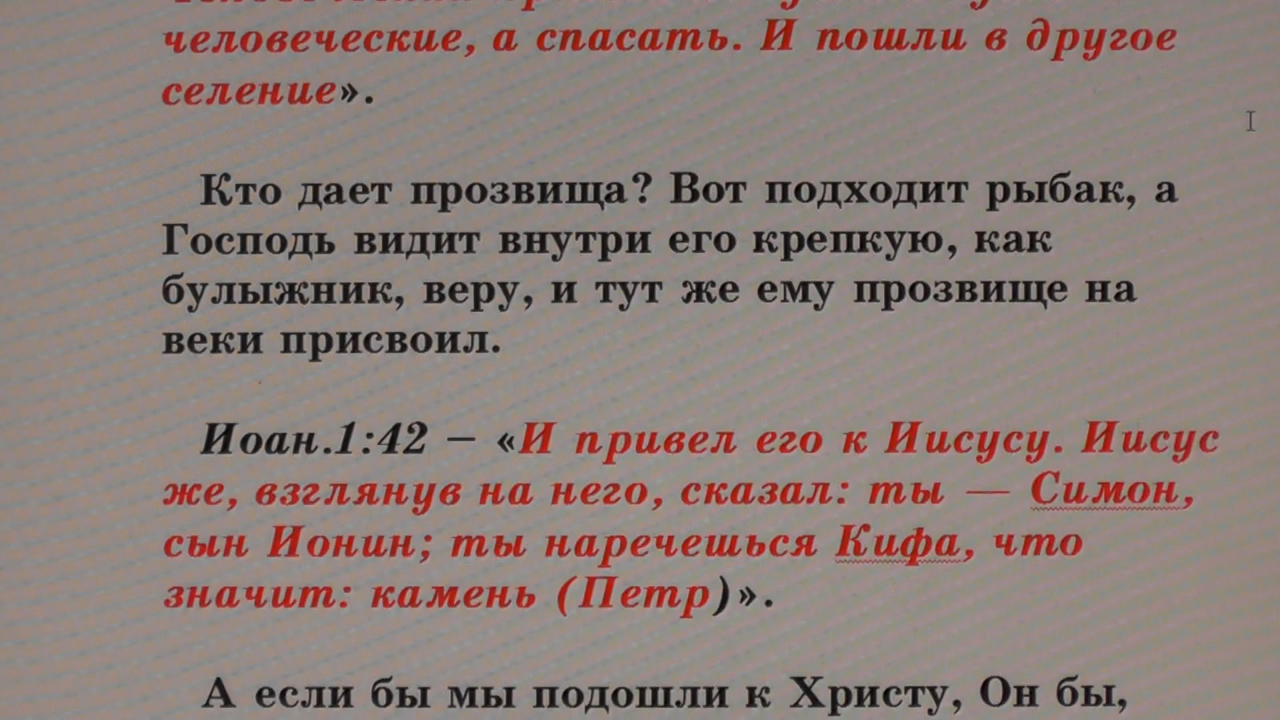 человеческие, а спасать. И пошли в другое
селение».
Кто дает прозвища? Вот подходит рыбак, а
Господь видит внутри его крепкую, как
булыжник, веру, и тут же ему прозвище на
веки присвоил.
Иоан.1:42 – «И привел его к Иисусу. Иисус
же, взглянув на него, сказал: ты — Симон,
сын Ионин; ты наречешься Кифа, что
значит: камень (Петр)».
А если бы мы подошли к Христу, Он бы,